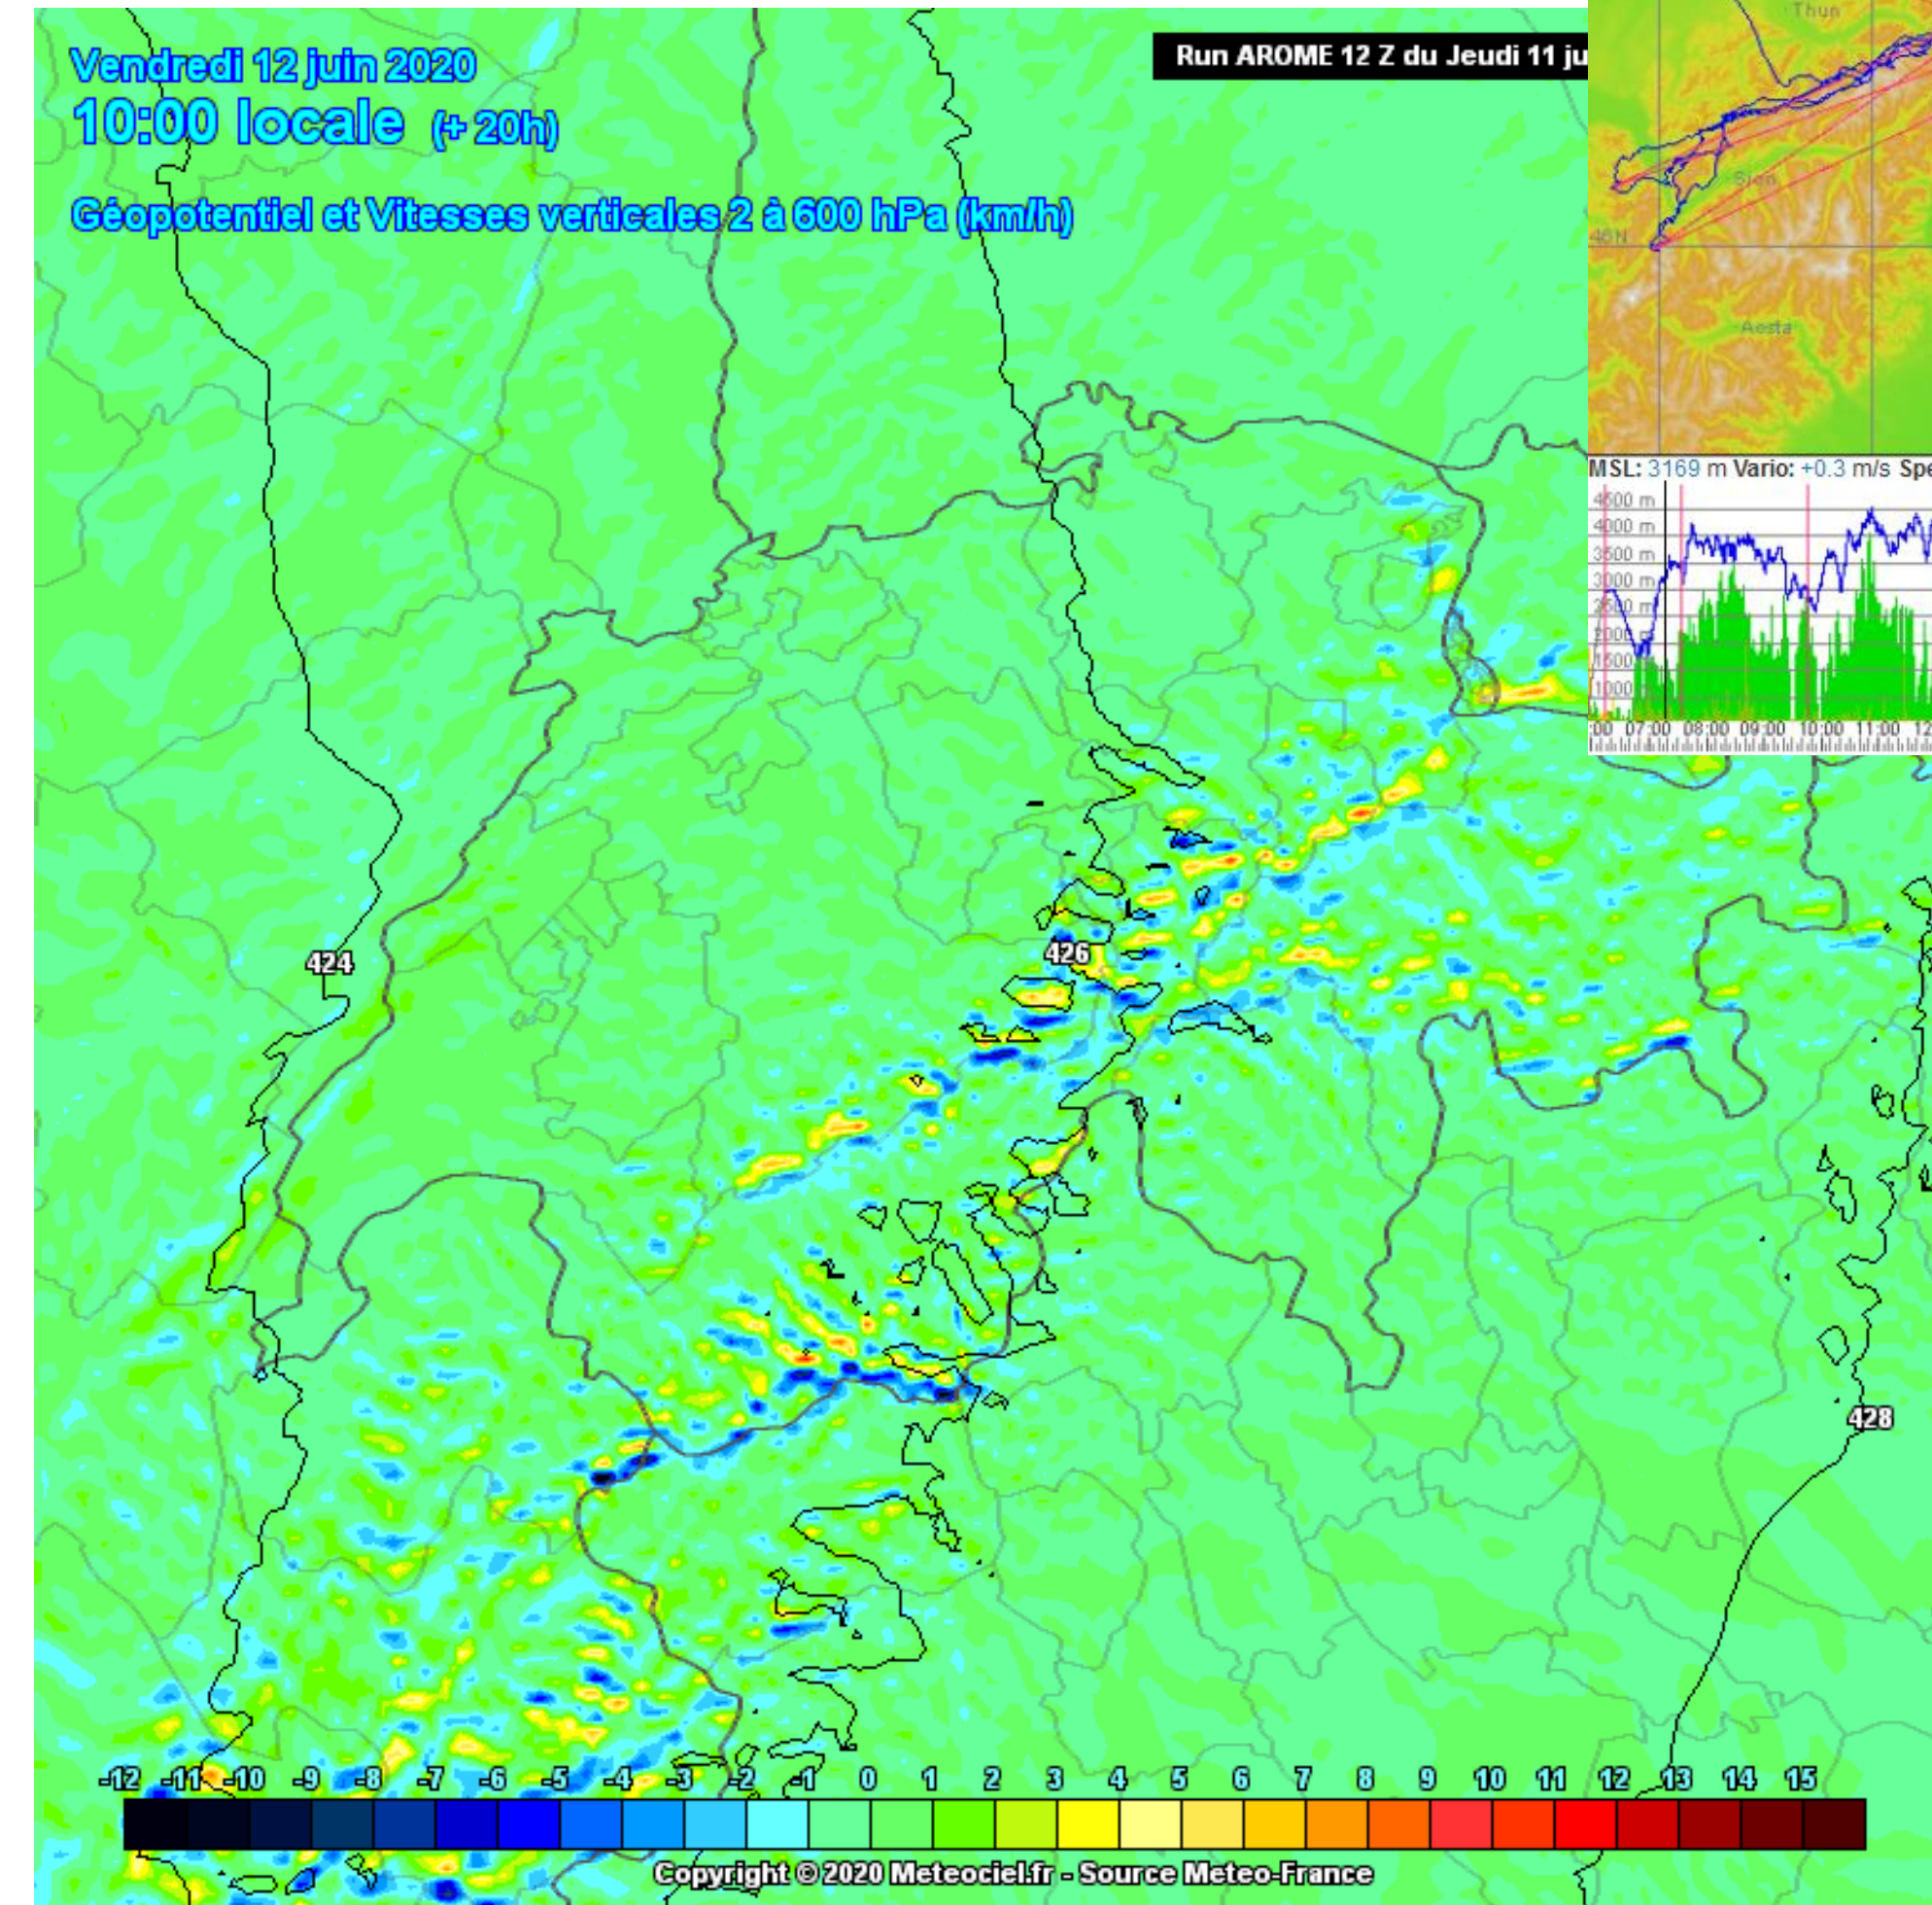 Vendredi 12 juin 2020
10:00 locale (+ 20h)
Géopotentiel et Vitesses verticales 2 à 600 hPa (km/h)
Run AROME 12 Z du Jeudi 11 ju
Thun
Sion
46N
Aosta
MSL: 3169 m Vario: +0.3 m/s Spe
4500 m
4000 m
3500 m
3000 m
2500 m
2000
1500
1000
:00 07:00 08:00 09:00 10:00 11:00 12
424
426
428
-12 -11 -10 -9 -8 -7 -6 -5 -4 -3 -2 -1 0 1 2 3 4 5 6 7 8 9 10 11 12 13 14 15
Copyright © 2020 Meteociel.fr - Source Meteo-France